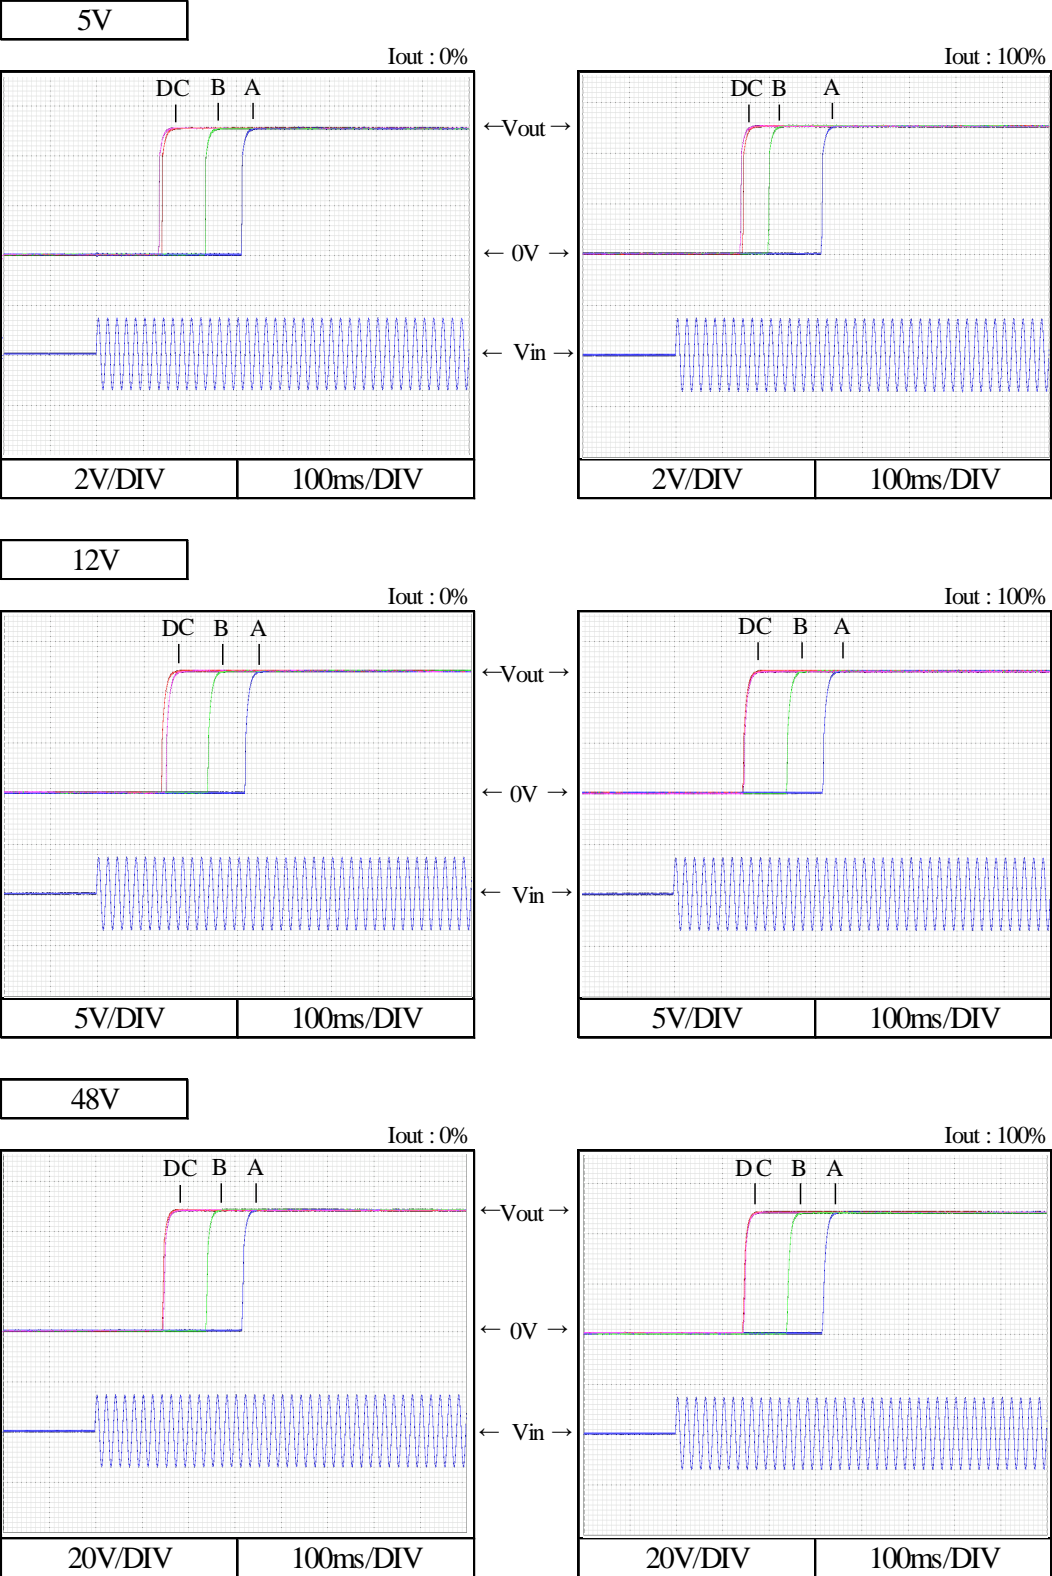 5V
Iout : 0%
Iout : 100%
DC B A
DC B A
←Vout→
← 0V →
← Vin →
2V/DIV 100ms/DIV
2V/DIV 100ms/DIV
12V
Iout : 0%
Iout : 100%
DC B A
DC B A
←Vout→
← 0V →
← Vin →
5V/DIV 100ms/DIV
5V/DIV 100ms/DIV
48V
Iout : 0%
Iout : 100%
DC B A
DC B A
←Vout→
← 0V →
← Vin →
20V/DIV 100ms/DIV
20V/DIV 100ms/DIV